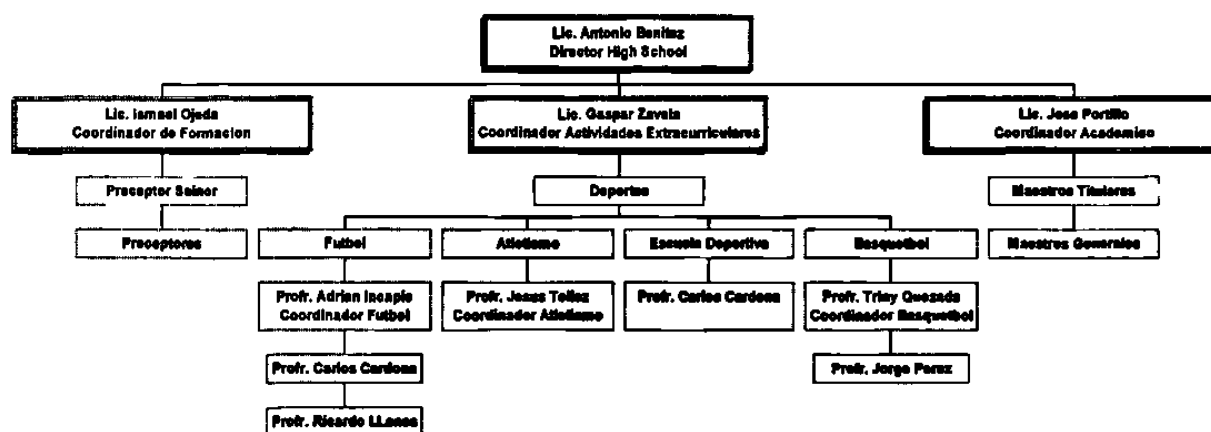 Lic. Antonio Benitez
Director High School
Lic. Ismael Ojeda
Coordinador de Formacion
Lic. Gaspar Zavala
Coordinador Actividades Extracurriculares
Lic. Jose Portillo
Coordinador Academico
Preceptor Seinor
Deportes
Maestros Titulares
Preceptores
Futbol
Atletismo
Escuela Deportiva
Basquetbol
Maestros Generales
Profr. Adrian Incapie
Coordinador Futbol
Profr. Jesus Tellez
Coordinador Atletismo
Profr. Carlos Cardona
Profr. Quezada
Coordinador Basquetbol
Profr. Carlos Cardona
Profr. Jorge Perez
Profr. Ricardo LLanos